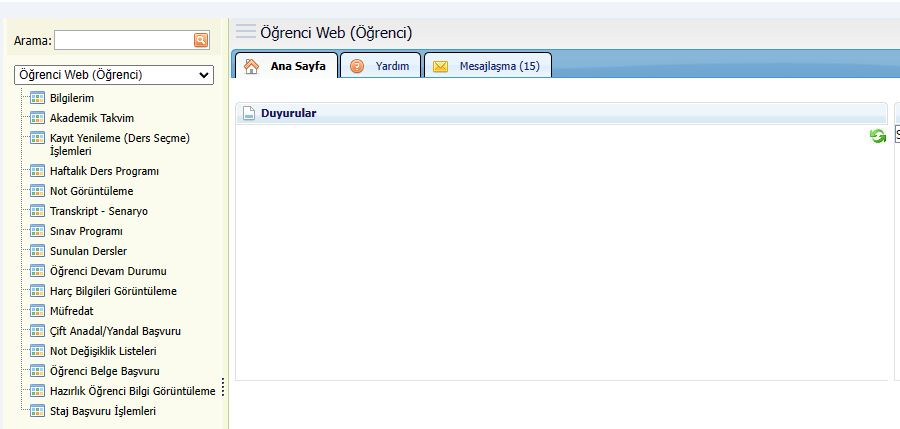 Arama:
Öğrenci Web (Öğrenci)
Bilgilerim
Akademik Takvim
Kayıt Yenileme (Ders Seçme)
İşlemleri
Haftalık Ders Programı
Not Görüntüleme
Transkript - Senaryo
Sınav Programı
Sunulan Dersler
Öğrenci Devam Durumu
Harç Bilgileri Görüntüleme
Müfredat
Çift Anadal/Yandal Başvuru
Not Değişiklik Listeleri
Öğrenci Belge Başvuru
Hazırlık Öğrenci Bilgi Görüntüleme
Staj Başvuru İşlemleri
Öğrenci Web (Öğrenci)
Ana Sayfa
Yardım
Mesajlaşma (15)
Duyurular